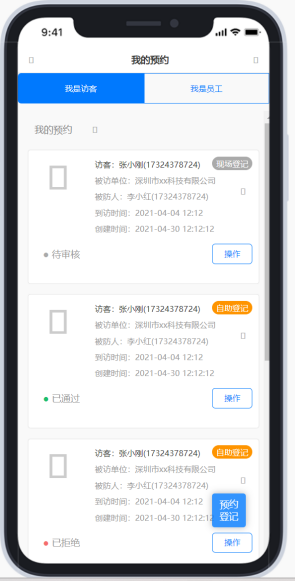 9:41
我的预约
我是访客 我是员工
我的预约
访客：张小刚(17324378724) 现场登记
被访单位：深圳市xx科技有限公司
被防人：李小红(17324378724)
到访时间：2021-04-04 12:12
创建时间：2021-04-30 12:12:12
待审核 操作
访客：张小刚(17324378724) 自助登记
被访单位：深圳市xx科技有限公司
被防人：李小红(17324378724)
到访时间：2021-04-04 12:12
创建时间：2021-04-30 12:12:12
已通过 操作
访客：张小刚(17324378724) 自助登记
被访单位：深圳市xx科技有限公司
被防人：李小红(17324378724)
到访时间：2021-04-04 12:12
创建时间：2021-04-30 12:12:1
预约
登记
已拒绝 操作